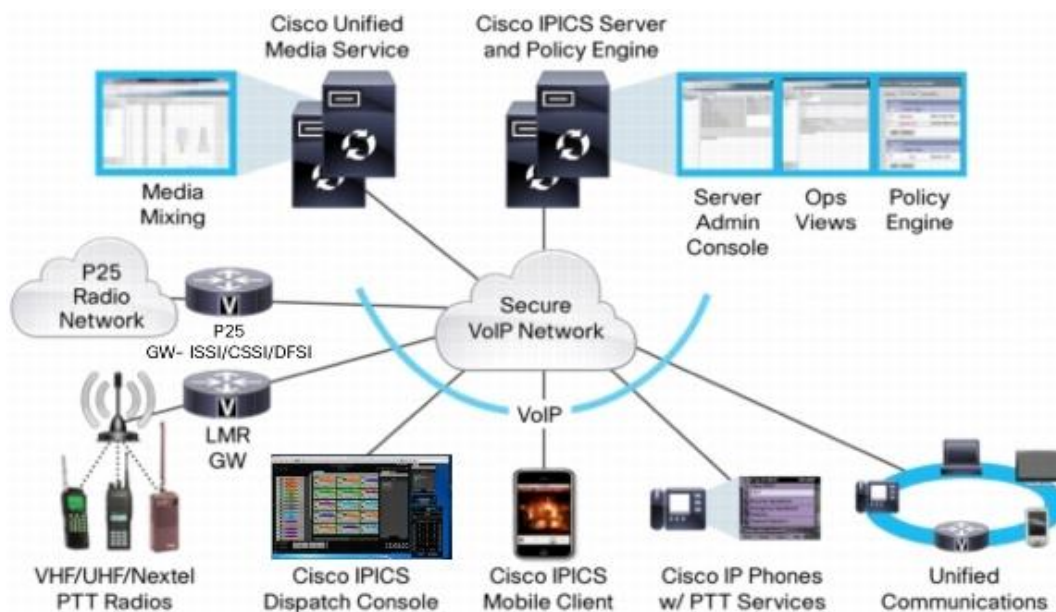 Cisco Unified
Media Service
Cisco IPICS Server
and Policy Engine
Media
Mixing
Server
Admin
Console
Ops
Views
Policy
Engine
P25
Radio
Network
P25
GW- ISSI/CSSI/DFSI
Secure
VoIP Network
LMR
GW
VoIP
VHF/UHF/Nextel
PTT Radios
Cisco IPICS
Dispatch Console
Cisco IPICS
Mobile Client
Cisco IP Phones
w/ PTT Services
Unified
Communications